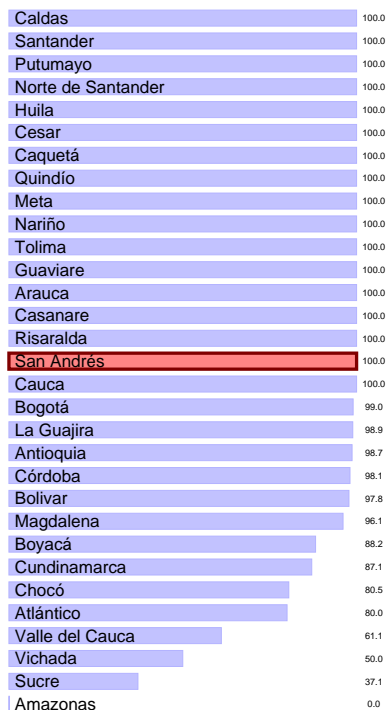 Caldas 100.0
Santander 100.0
Putumayo 100.0
Norte de Santander 100.0
Huila 100.0
Cesar 100.0
Caquetá 100.0
Quindío 100.0
Meta 100.0
Nariño 100.0
Tolima 100.0
Guaviare 100.0
Arauca 100.0
Casanare 100.0
Risaralda 100.0
San Andrés 100.0
Cauca 100.0
Bogotá 99.0
La Guajira 98.9
Antioquia 98.7
Córdoba 98.1
Bolivar 97.8
Magdalena 96.1
Boyacá 88.2
Cundinamarca 87.1
Chocó 80.5
Atlántico 80.0
Valle del Cauca 61.1
Vichada 50.0
Sucre 37.1
Amazonas 0.0